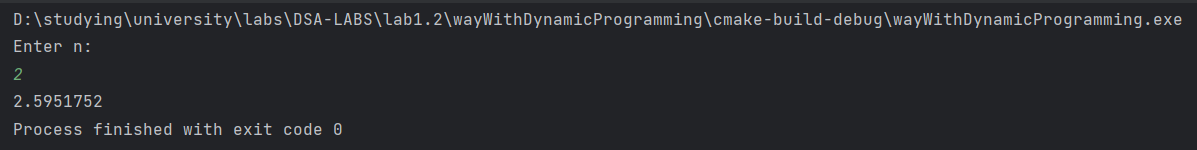 D:\studying\university\labs\DSA-LABS\lab1.2\wayWithDynamicProgramming\cmake-build-debug\wayWithDynamicProgramming.exe
Enter n:
2
2.5951752
Process finished with exit code 0